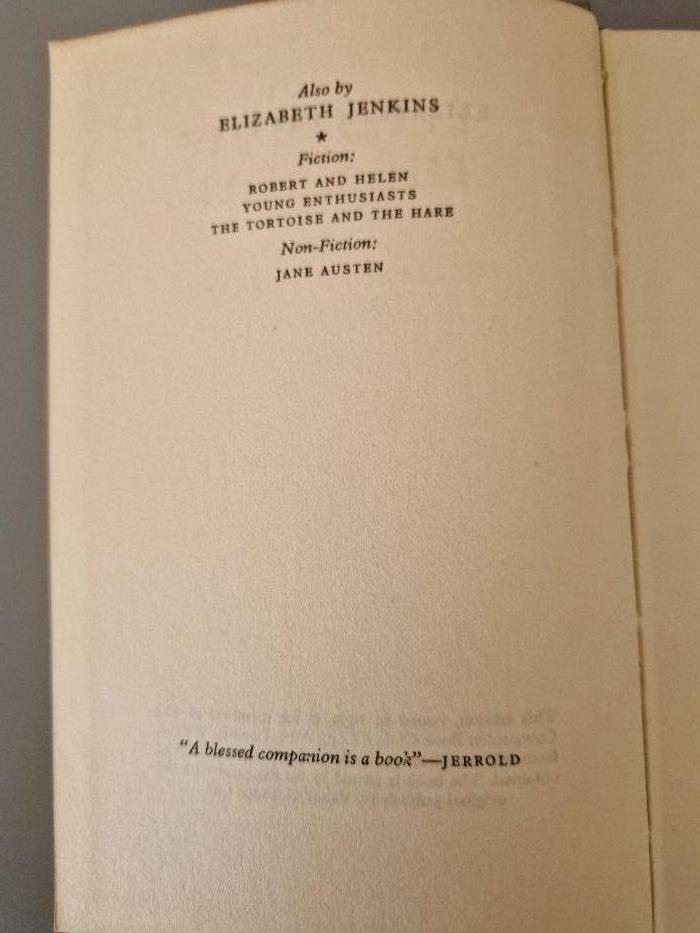 Also by
ELIZABETH JENKINS
★
Fiction:
ROBERT AND HELEN
YOUNG ENTHUSIASTS
THE TORTOISE AND THE HARE
Non-Fiction:
JANE AUSTEN
"A blessed companion is a book"—JERROLD